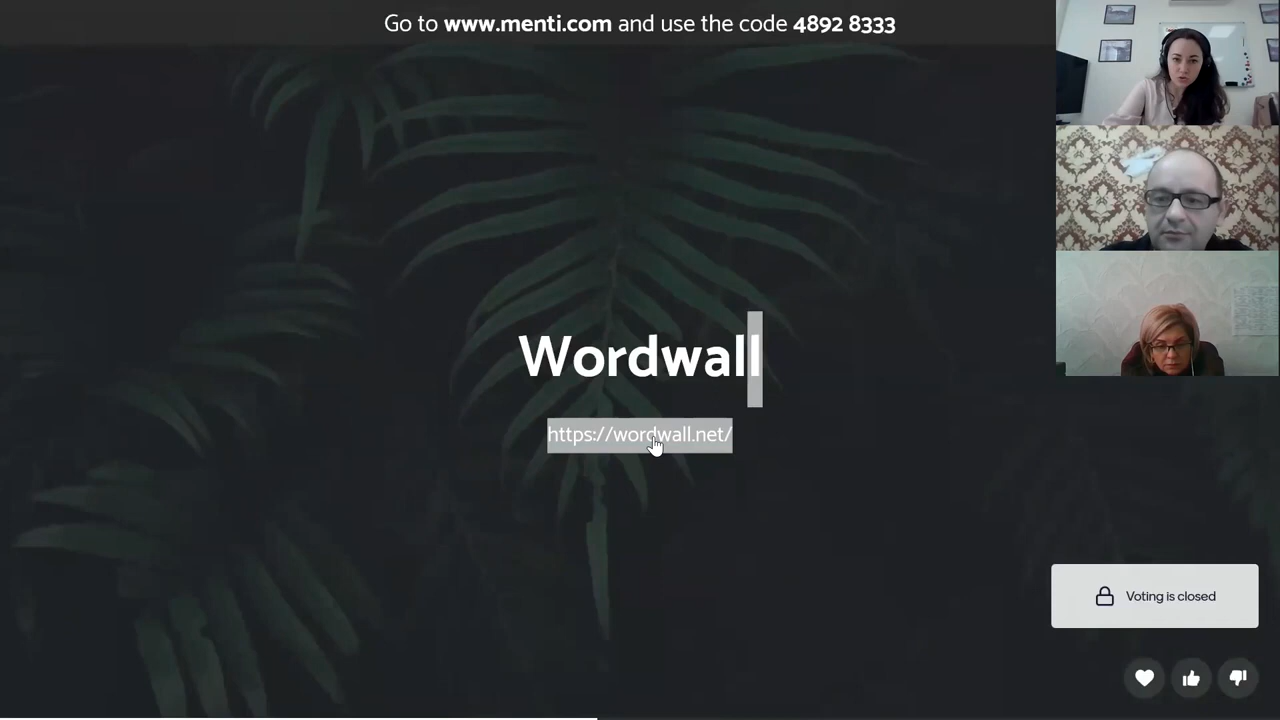 Go to www.menti.com and use the code 4892 8333
Wordwall
https://wordwall.net/
Voting is closed